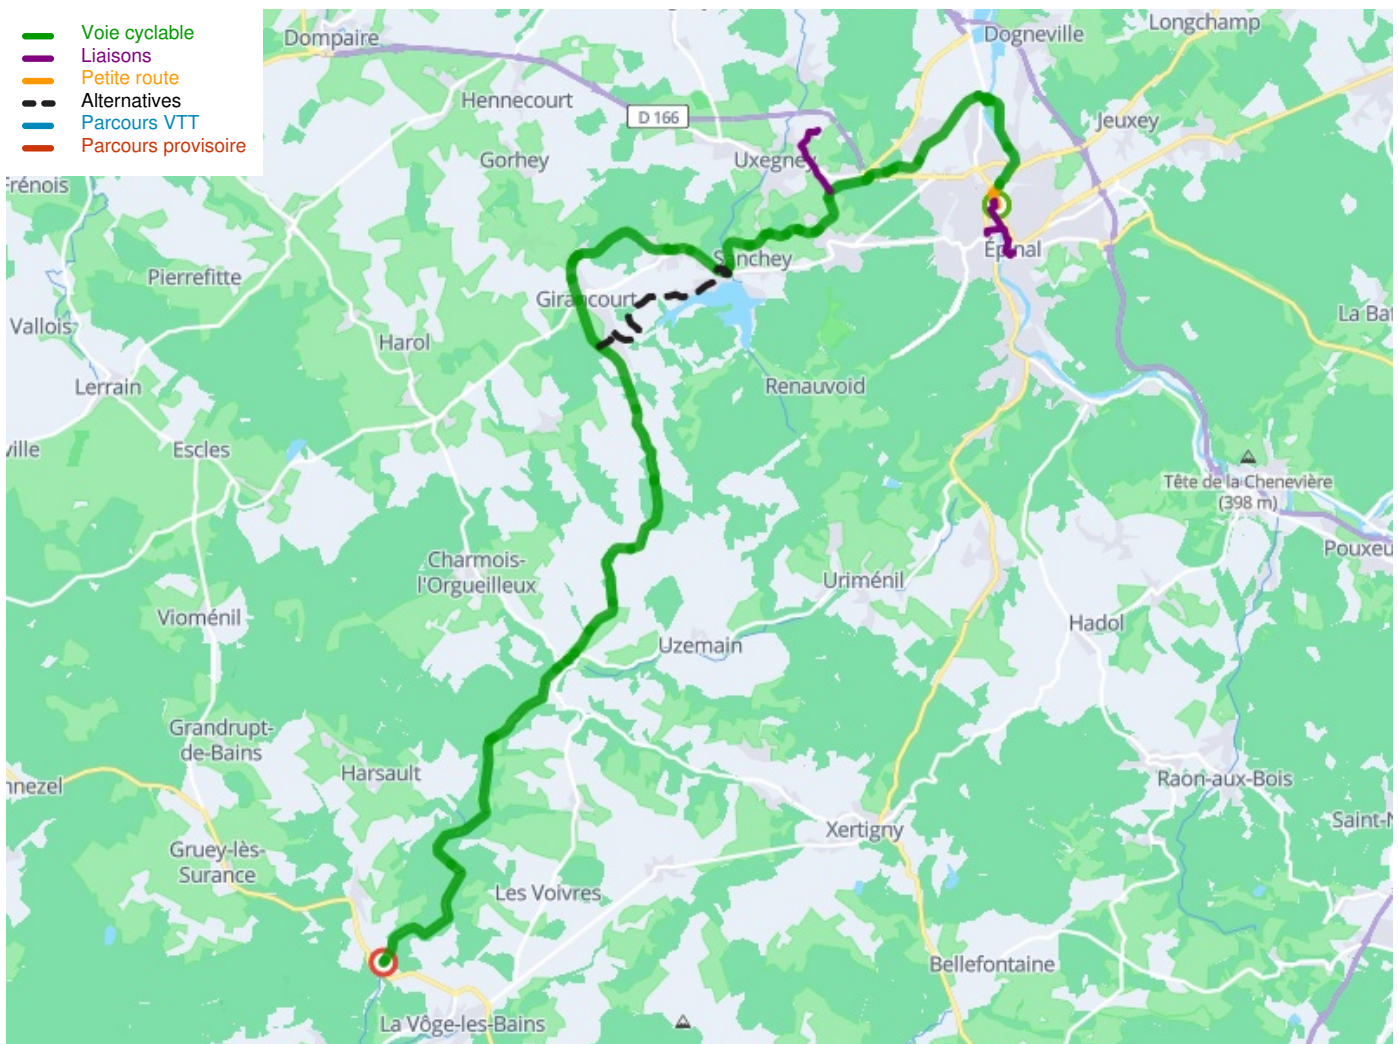 Voie cyclable
Liaisons
Petite route
Alternatives
Parcours VTT
Parcours provisoire
Dompaire
Dogneville
Longchamp
Hennecourt
D 166
Jeuxey
Gorhey
Uxegney
Frénois
Épinal
Sanchey
Pierrefitte
Girancourt
Vallois
Harol
La Baf
Lerrain
Renauvoid
ville
Escles
Tête de la Chenevière
(398 m)
Pouxeu
Charmois-
l'Orgueilleux
Uriménil
Vioménil
Hadol
Uzemain
Grandrupt-
de-Bains
Harsault
nnezel
Raon-aux-Bois
Xertigny
Saint-N
Gruey-lès-
Surance
Les Voivres
Bellefontaine
La Vôge-les-Bains